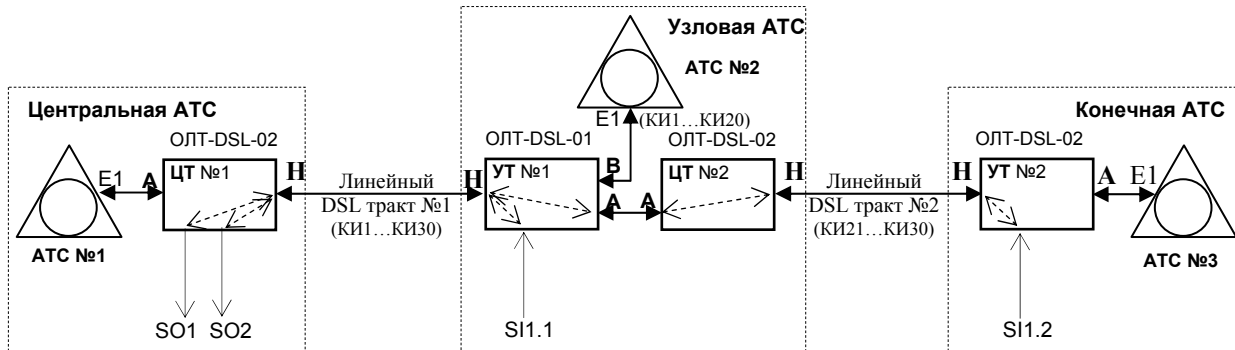 Узловая АТС
АТС №2
Центральная АТС
Конечная АТС
E1 (КИ1…КИ20)
ОЛТ-DSL-02
ОЛТ-DSL-01
ОЛТ-DSL-02
ОЛТ-DSL-02
ЦТ №1
УТ №1
ЦТ №2
УТ №2
E1
A
H
Линейный
DSL тракт №1
(КИ1…КИ30)
H
B
A
A
H
Линейный
DSL тракт №2
(КИ21…КИ30)
H
A
E1
АТС №1
АТС №3
SO1
SO2
SI1.1
SI1.2